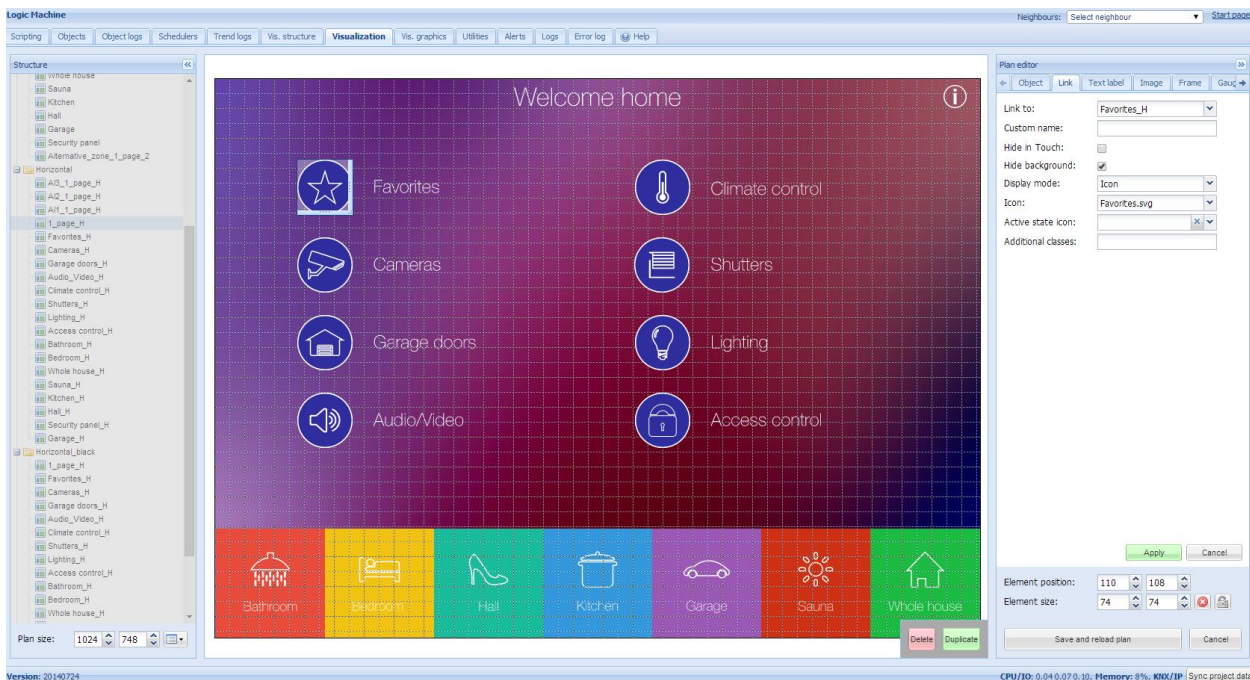 Logic Machine
Neighbours: Select neighbour Start page
Scripting Objects Object logs Schedulers Trend logs Vis. structure Visualization Vis. graphics Utilities Alerts Logs Error log Help
Structure
Whole house
Sauna
Kitchen
Hall
Garage
Security panel
Alternative_zone_1_page_2
Horizontal
Al3_1_page_H
Al2_1_page_H
Al1_1_page_H
1_page_H
Favorites_H
Cameras_H
Garage doors_H
Audio_Video_H
Climate control_H
Shutters_H
Lighting_H
Access control_H
Bathroom_H
Bedroom_H
Whole house_H
Sauna_H
Kitchen_H
Hall_H
Security panel_H
Garage_H
Horizontal_black
1_page_H
Favorites_H
Cameras_H
Garage doors_H
Audio_Video_H
Climate control_H
Shutters_H
Lighting_H
Access control_H
Bathroom_H
Bedroom_H
Whole house_H
Plan size: 1024 748
Welcome home
Favorites Climate control
Cameras Shutters
Garage doors Lighting
Audio/Video Access control
Bathroom Bedroom Hall Kitchen Garage Sauna Whole house
Delete Duplicate
Plan editor
Object Link Text label Image Frame Gaug
Link to: Favorites_H
Custom name:
Hide in Touch:
Hide background:
Display mode: Icon
Icon: Favorites.svg
Active state icon:
Additional classes:
Apply Cancel
Element position: 110 108
Element size: 74 74
Save and reload plan Cancel
Version: 20140724
CPU/IO: 0.04 0.07 0.10, Memory: 8%, KNX/IP Sync project data